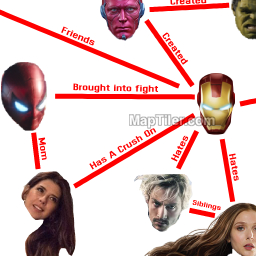 Created
Friends
Created
Brought into fight
MapTiler.com
Has A Crush On
Mom
Hates
Hates
Siblings